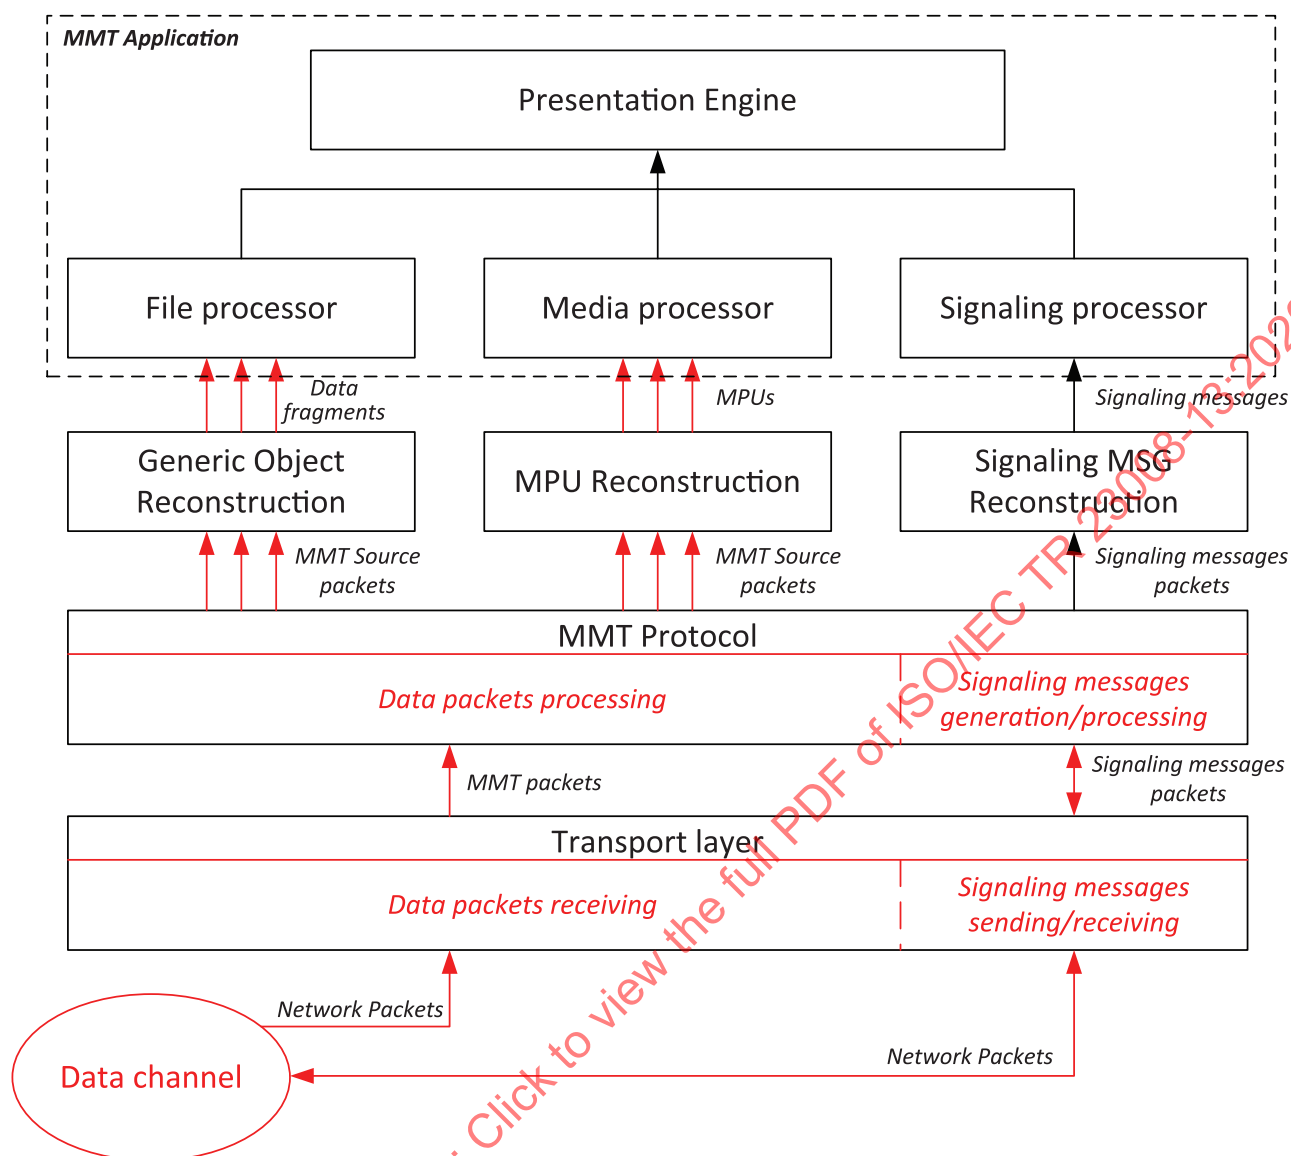 MMT Application
Presentation Engine
File processor
Media processor
Signaling processor
Data
fragments
MPUs
Signaling messages
Generic Object
Reconstruction
MPU Reconstruction
Signaling MSG
Reconstruction
MMT Source
packets
MMT Source
packets
Signaling messages
packets
MMT Protocol
Data packets processing
Signaling messages
generation/processing
MMT packets
Signaling messages
packets
Transport layer
Data packets receiving
Signaling messages
sending/receiving
Network Packets
Network Packets
Data channel
: Click to view the full PDF of ISO/IEC TR 23008-13:202